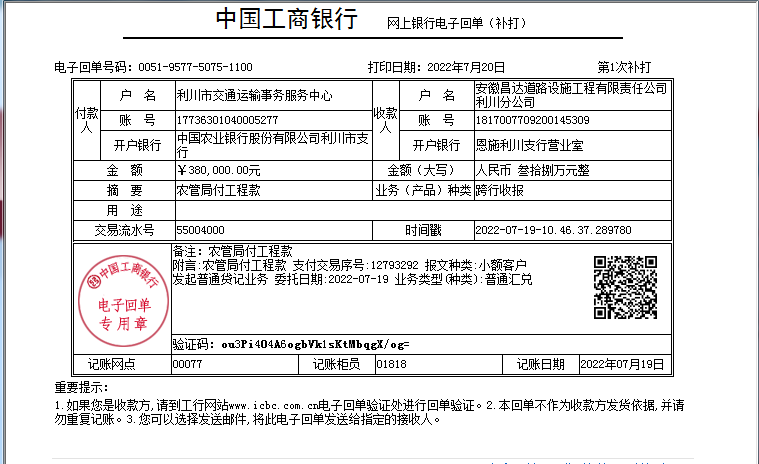 中国工商银行 网上银行电子回单（补打）
电子回单号码：0051-9577-5075-1100 打印日期：2022年7月20日 第1次补打
付款人 户 名 利川市交通运输事务服务中心 收款人 户 名 安徽昌达道路设施工程有限责任公司
利川分公司
账 号 17736301040005277 账 号 1817007709200145309
开户银行 中国农业银行股份有限公司利川市支
行 开户银行 恩施利川支行营业室
金 额 ￥380,000.00元 金额（大写） 人民币 叁拾捌万元整
摘 要 农管局付工程款 业务（产品）种类 跨行收报
用 途
交易流水号 55004000 时间戳 2022-07-19-10.46.37.289780
中国工商银行
电子回单
专用章
备注：农管局付工程款
附言:农管局付工程款 支付交易序号:12793292 报文种类:小额客户
发起普通贷记业务 委托日期:2022-07-19 业务类型(种类):普通汇兑
验证码：ou3Pi4O4A6ogbVk1sKtMbqgX/og=
记账网点 00077 记账柜员 01818 记账日期 2022年07月19日
重要提示：
1.如果您是收款方,请到工行网站www.icbc.com.cn电子回单验证处进行回单验证。2.本回单不作为收款方发货依据,并请
勿重复记账。3.您可以选择发送邮件,将此电子回单发送给指定的接收人。